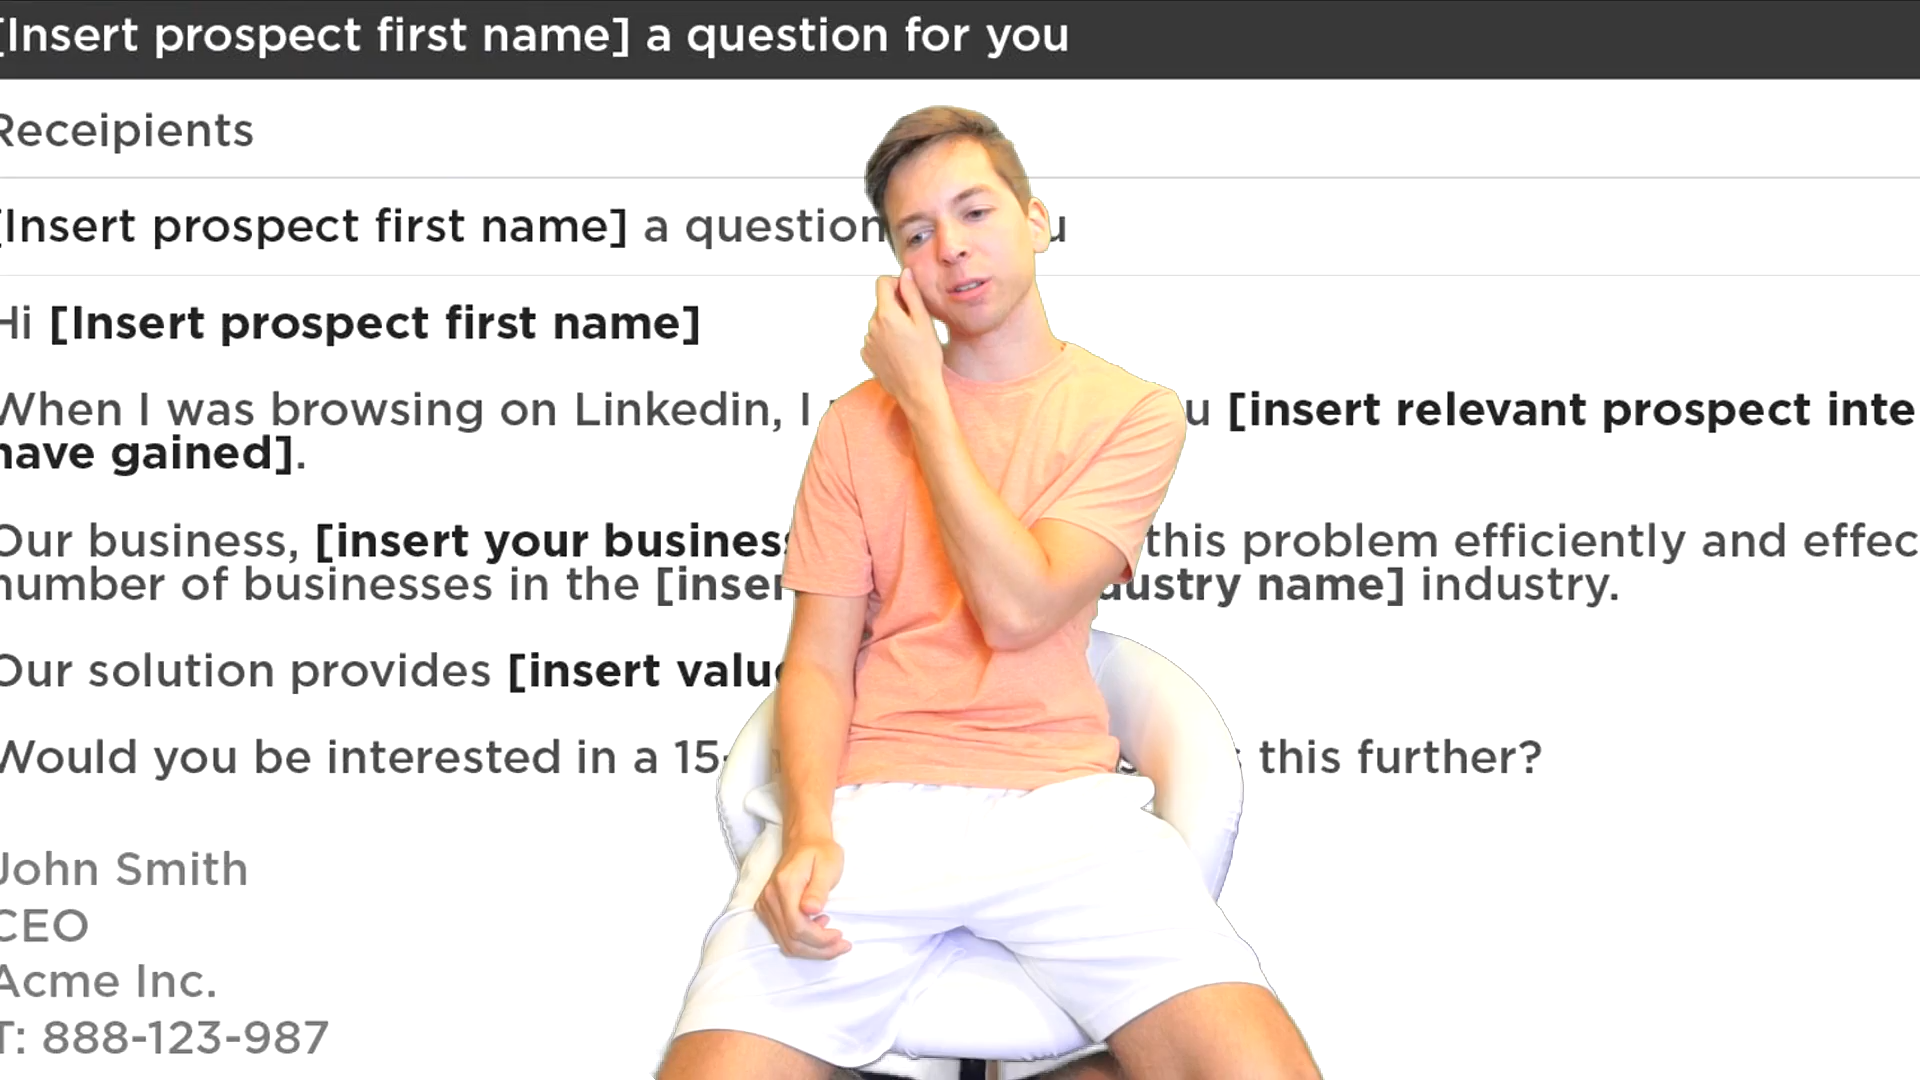 [Insert prospect first name] a question for you
Receipients
[Insert prospect first name] a question u
Hi [Insert prospect first name]
When I was browsing on Linkedin, I u [insert relevant prospect inte
have gained].
Our business, [insert your business this problem efficiently and effec
number of businesses in the [inser dustry name] industry.
Our solution provides [insert value
Would you be interested in a 15- s this further?
John Smith
CEO
Acme Inc.
T: 888-123-987